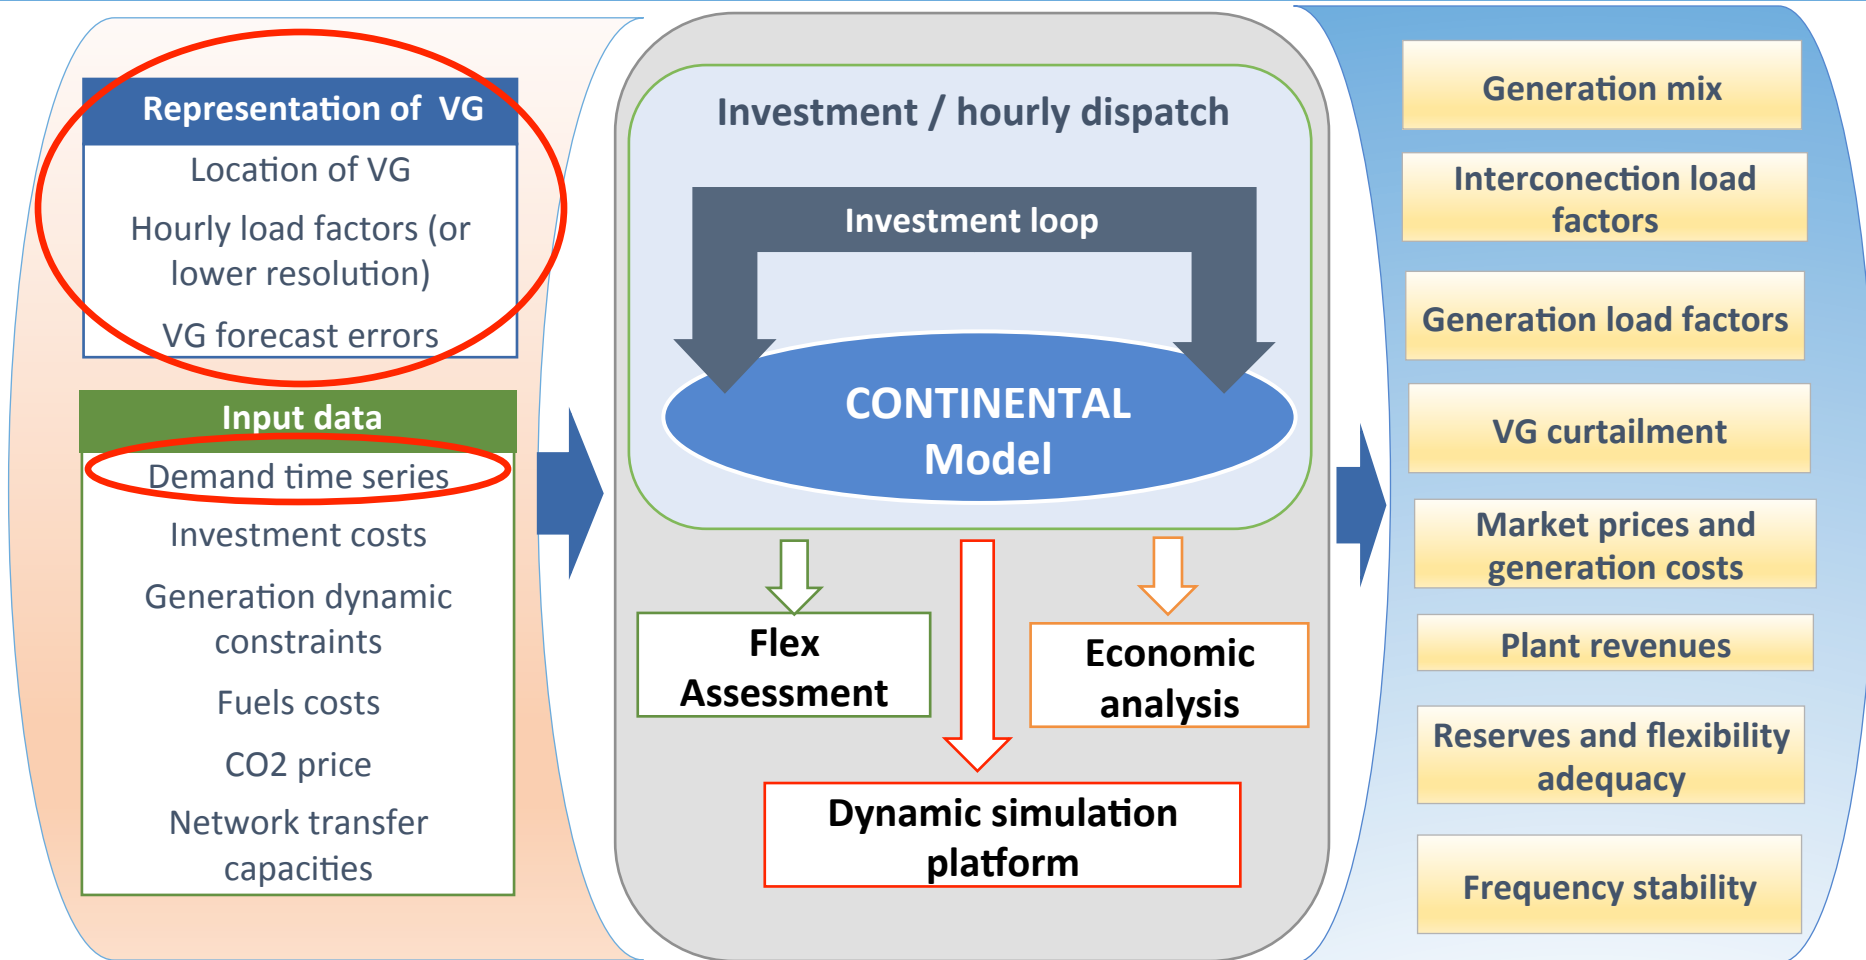 Representation of VG
Location of VG
Hourly load factors (or
lower resolution)
VG forecast errors
Input data
Demand time series
Investment costs
Generation dynamic
constraints
Fuels costs
CO2 price
Network transfer
capacities
Investment / hourly dispatch
Investment loop
CONTINENTAL
Model
Flex
Assessment
Economic
analysis
Dynamic simulation
platform
Generation mix
Interconection load
factors
Generation load factors
VG curtailment
Market prices and
generation costs
Plant revenues
Reserves and flexibility
adequacy
Frequency stability